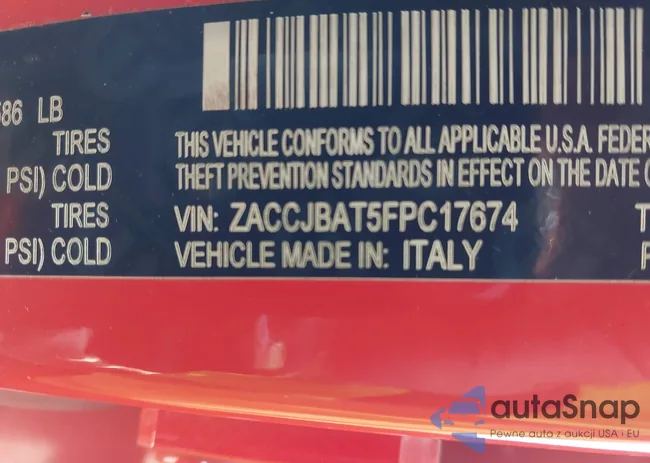 586 LB
TIRES
PSI) COLD
TIRES
PSI) COLD
THIS VEHICLE CONFORMS TO ALL APPLICABLE U.S.A. FEDER
THEFT PREVENTION STANDARDS IN EFFECT ON THE DATE O
VIN: ZACCJBAT5FPC17674
VEHICLE MADE IN: ITALY
autaSnap
Pewne auta z aukcji USA i EU